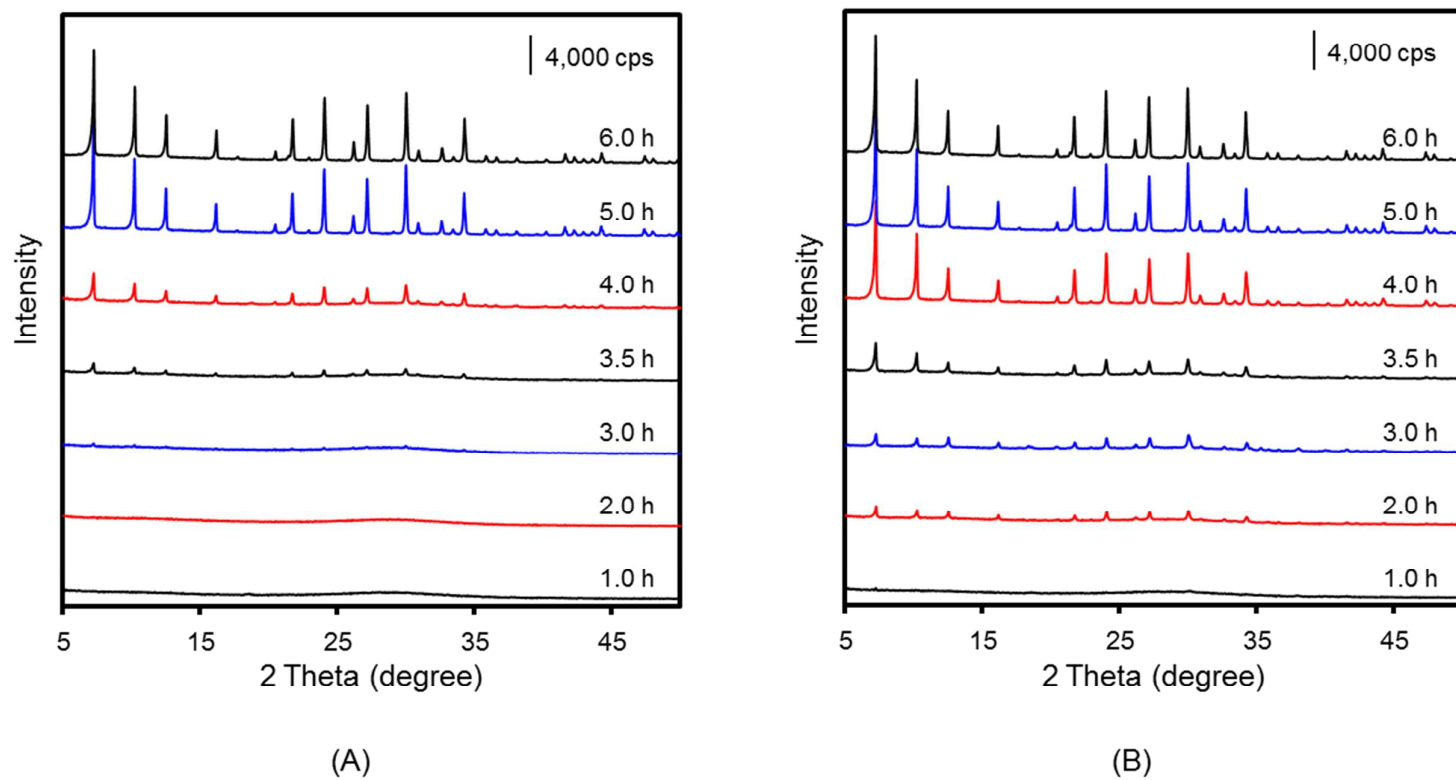 4,000 cps
6.0 h
5.0 h
4.0 h
3.5 h
3.0 h
2.0 h
1.0 h
Intensity
5 15 25 35 45
2 Theta (degree)
(A)
4,000 cps
6.0 h
5.0 h
4.0 h
3.5 h
3.0 h
2.0 h
1.0 h
Intensity
5 15 25 35 45
2 Theta (degree)
(B)